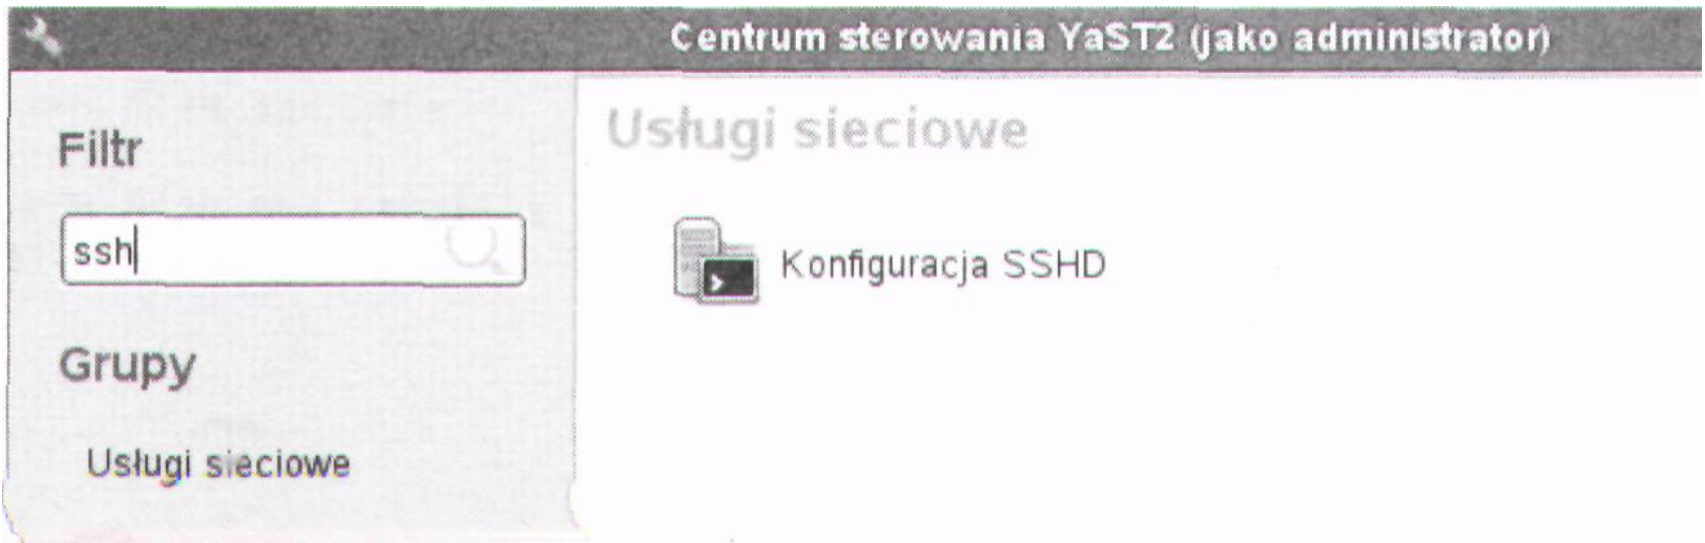 Centrum sterowania YaST2 (jako administrator)
Filtr
ssh
Grupy
Usługi sieciowe
Usługi sieciowe
Konfiguracja SSHD